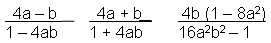 4a – b 4a + b 4b (1 – 8a²)
1 – 4ab 1 + 4ab 16a²b² – 1